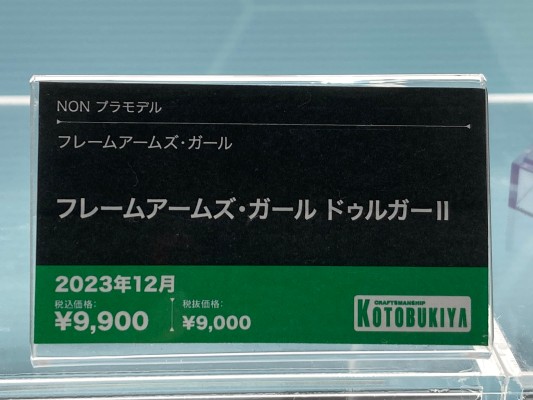 NON プラモデル
フレームアームズ・ガール
フレームアームズ・ガール ドゥルガーII
2023年12月
税込価格: 税抜価格:
¥9,900 ¥9,000
CRAFTSMANSHIP
KOTOBUKIYA